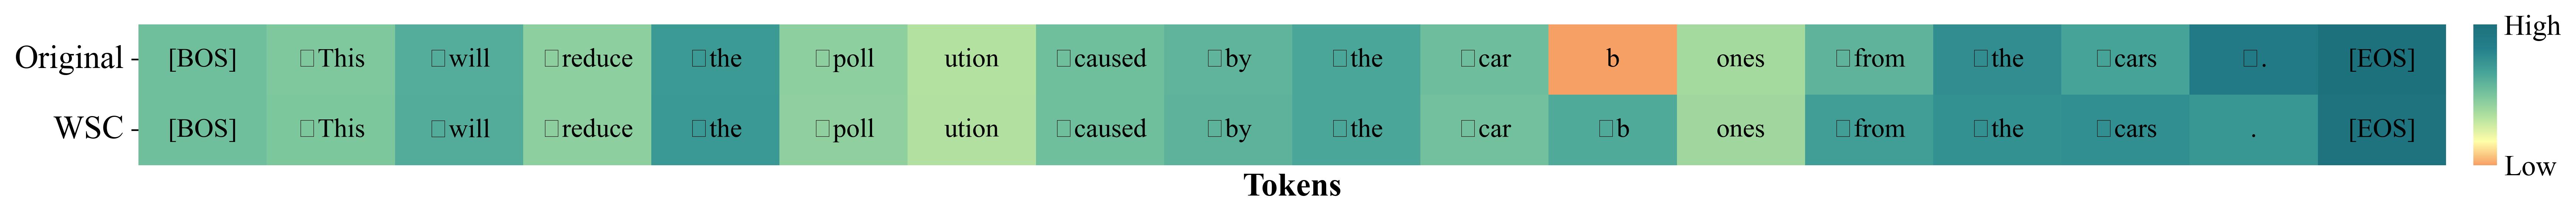 Original [BOS] □This □will □reduce □the □poll ution □caused □by □the □car b ones □from □the □cars □. [EOS] High
WSC [BOS] □This □will □reduce □the □poll ution □caused □by □the □car □b ones □from □the □cars . [EOS] Low
Tokens